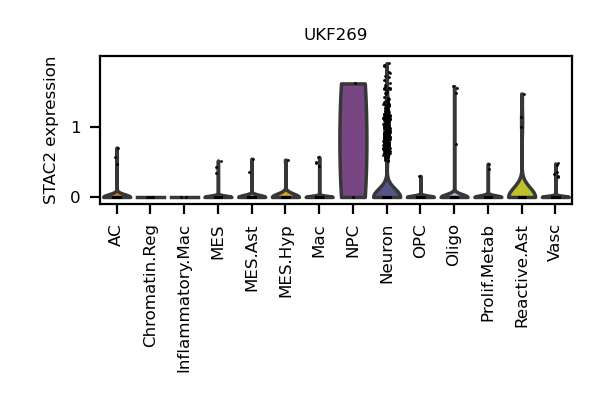 UKF269
STAC2 expression
1
0
AC
Chromatin.Reg
Inflammatory.Mac
MES
MES.Ast
MES.Hyp
Mac
NPC
Neuron
OPC
Oligo
Prolif.Metab
Reactive.Ast
Vasc